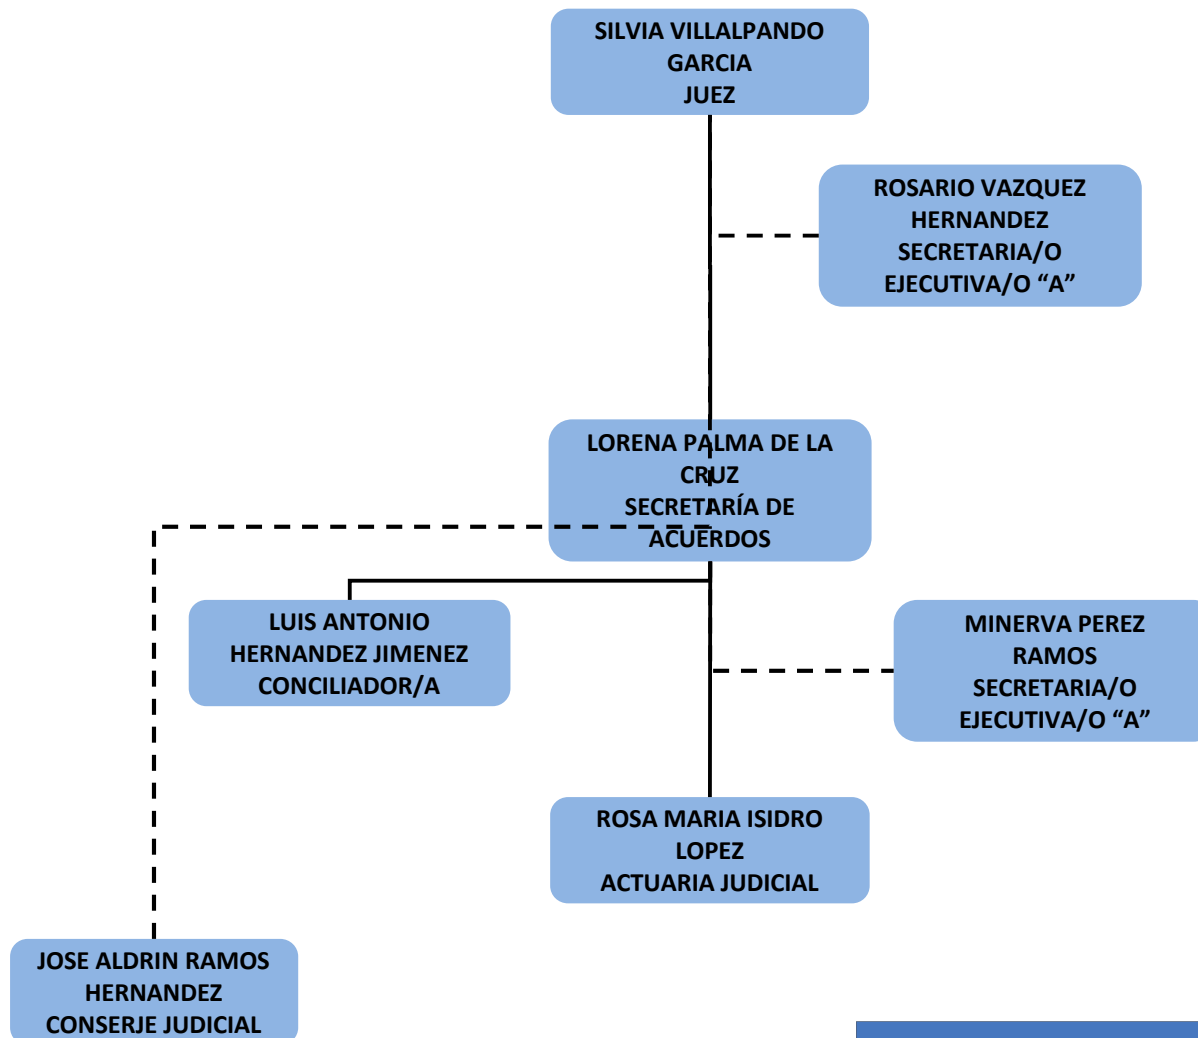 SILVIA VILLALPANDO
GARCIA
JUEZ
ROSARIO VAZQUEZ
HERNANDEZ
SECRETARIA/O
EJECUTIVA/O “A”
LORENA PALMA DE LA
CRUZ
SECRETARÍA DE
ACUERDOS
LUIS ANTONIO
HERNANDEZ JIMENEZ
CONCILIADOR/A
MINERVA PEREZ
RAMOS
SECRETARIA/O
EJECUTIVA/O “A”
ROSA MARIA ISIDRO
LOPEZ
ACTUARIA JUDICIAL
JOSE ALDRIN RAMOS
HERNANDEZ
CONSERJE JUDICIAL